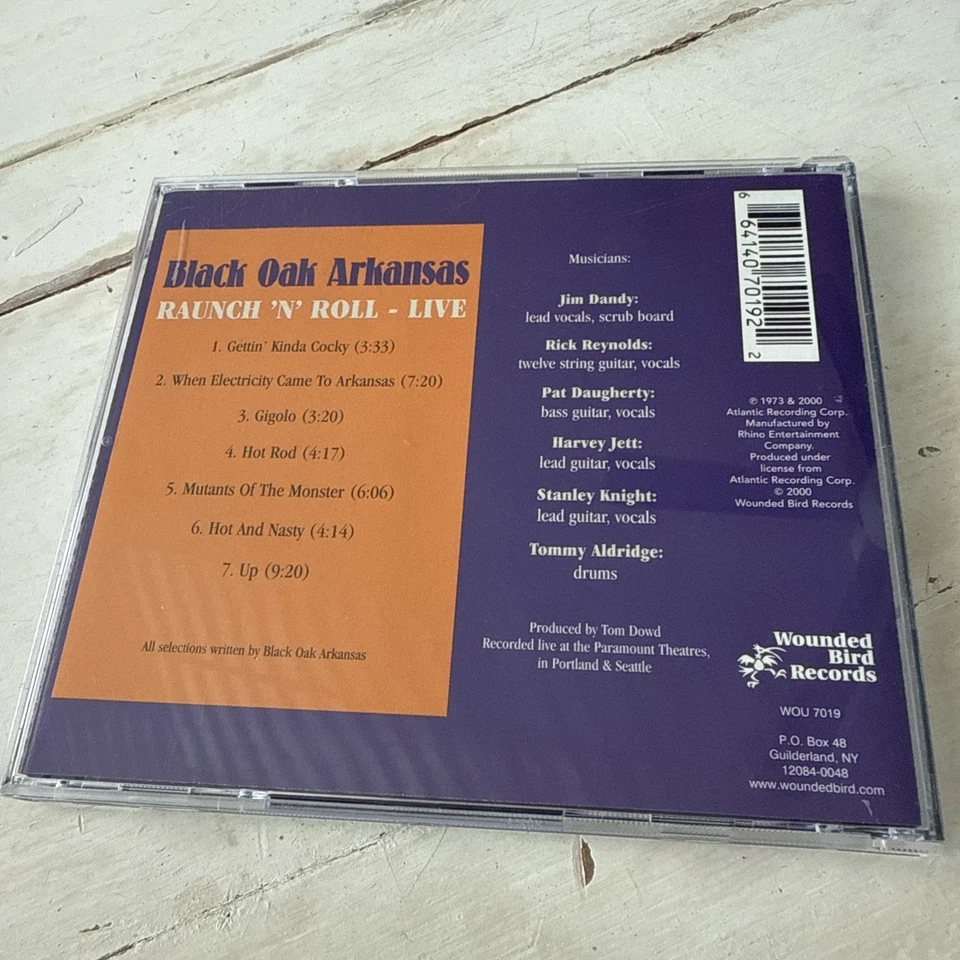 Black Oak Arkansas
RAUNCH 'N' ROLL - LIVE
1. Gettin' Kinda Cocky (3:33)
2. When Electricity Came To Arkansas (7:20)
3. Gigolo (3:20)
4. Hot Rod (4:17)
5. Mutants Of The Monster (6:06)
6. Hot And Nasty (4:14)
7. Up (9:20)
All selections written by Black Oak Arkansas
Musicians:
Jim Dandy:
lead vocals, scrub board
Rick Reynolds:
twelve string guitar, vocals
Pat Daugherty:
bass guitar, vocals
Harvey Jett:
lead guitar, vocals
Stanley Knight:
lead guitar, vocals
Tommy Aldridge:
drums
Produced by Tom Dowd
Recorded live at the Paramount Theatres,
in Portland & Seattle
6 64140 70192 2
℗ 1973 & 2000
Atlantic Recording Corp.
Manufactured by
Rhino Entertainment
Company.
Produced under
license from
Atlantic Recording Corp.
© 2000
Wounded Bird Records
Wounded
Bird
Records
WOU 7019
P.O. Box 48
Guilderland, NY
12084-0048
www.woundedbird.com